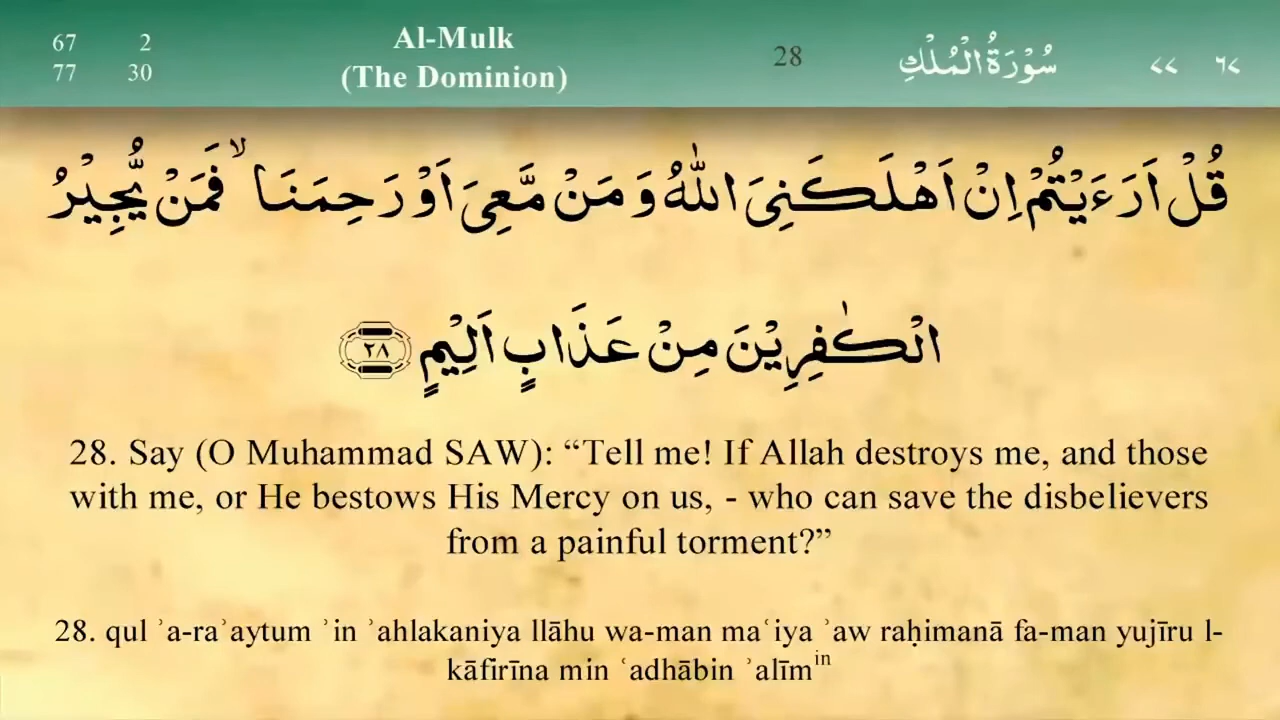 67 2
77 30
Al-Mulk
(The Dominion)
28
سُوْرَةُ الْمُلْكِ
٧٧ ٦٧
قُلْ اَرَءَيْتُمْ اِنْ اَهْلَكَنِىَ اللّٰهُ وَ مَنْ مَّعِىَ اَوْ رَحِمَنَا ۙ فَمَنْ يُّجِيْرُ
الْكٰفِرِيْنَ مِنْ عَذَابٍ اَلِيْمٍ ٢٨
28. Say (O Muhammad SAW): “Tell me! If Allah destroys me, and those
with me, or He bestows His Mercy on us, - who can save the disbelievers
from a painful torment?”
28. qul ʾa-raʾaytum ʾin ʾahlakaniya llāhu wa-man maʿiya ʾaw raḥimanā fa-man yujīru l-
kāfirīna min ʿadhābin ʾalīmⁱⁿ